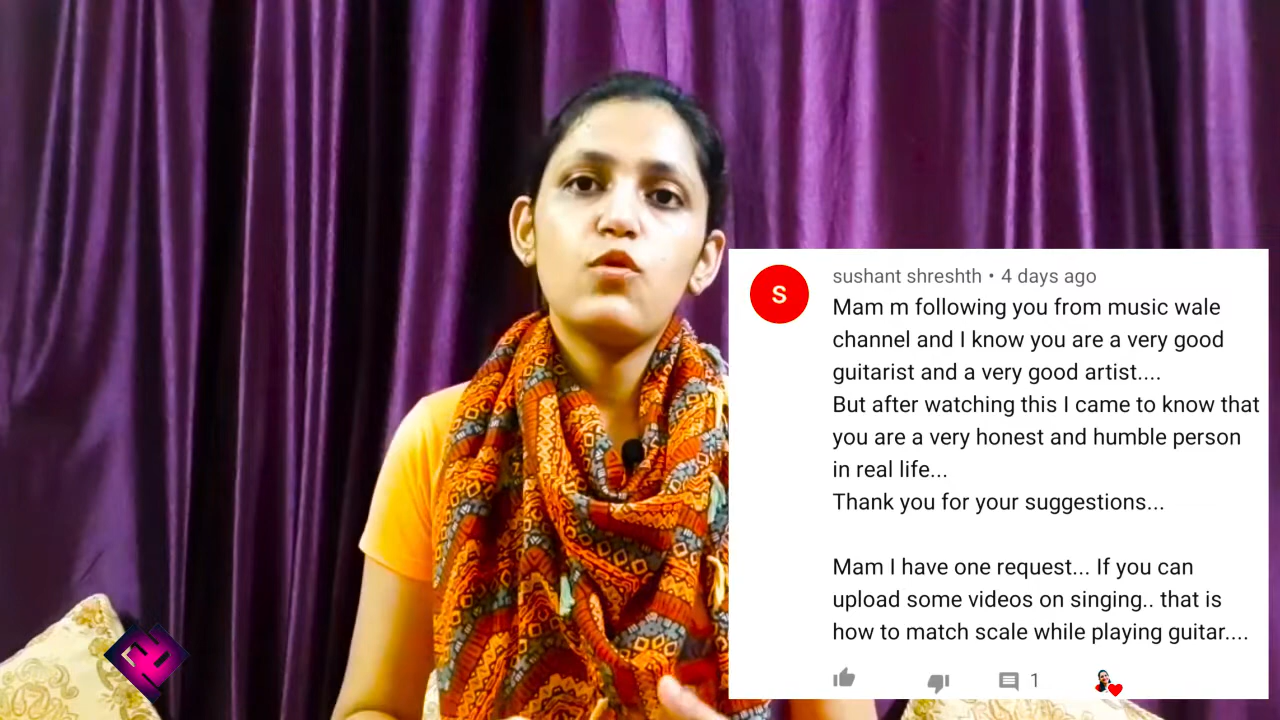 S
sushant shreshth • 4 days ago
Mam m following you from music wale
channel and I know you are a very good
guitarist and a very good artist....
But after watching this I came to know that
you are a very honest and humble person
in real life...
Thank you for your suggestions...
Mam I have one request... If you can
upload some videos on singing.. that is
how to match scale while playing guitar....
1